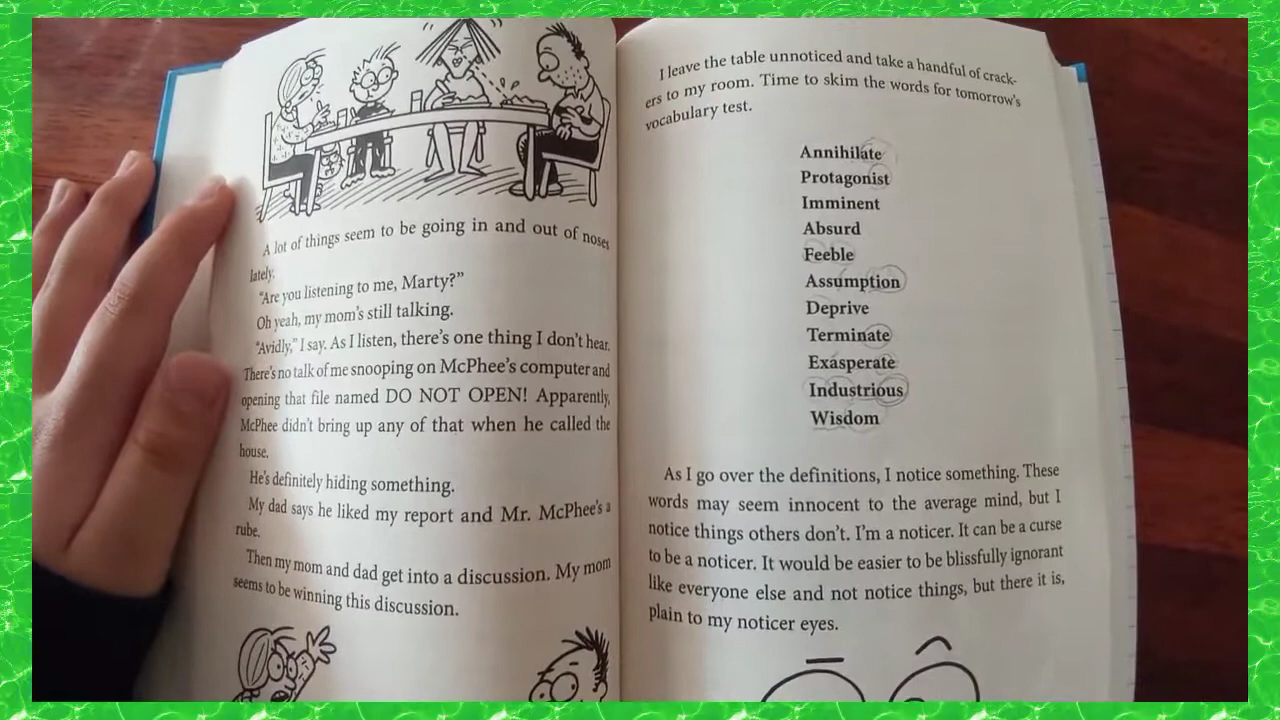 A lot of things seem to be going in and out of noses
lately.
“Are you listening to me, Marty?”
Oh yeah, my mom’s still talking.
“Avidly,” I say. As I listen, there’s one thing I don’t hear.
There’s no talk of me snooping on McPhee’s computer and
opening that file named DO NOT OPEN! Apparently,
McPhee didn’t bring up any of that when he called the
house.
He’s definitely hiding something.
My dad says he liked my report and Mr. McPhee’s a
rube.
Then my mom and dad get into a discussion. My mom
seems to be winning this discussion.
I leave the table unnoticed and take a handful of crack-
ers to my room. Time to skim the words for tomorrow’s
vocabulary test.
Annihilate
Protagonist
Imminent
Absurd
Feeble
Assumption
Deprive
Terminate
Exasperate
Industrious
Wisdom
As I go over the definitions, I notice something. These
words may seem innocent to the average mind, but I
notice things others don’t. I’m a noticer. It can be a curse
to be a noticer. It would be easier to be blissfully ignorant
like everyone else and not notice things, but there it is,
plain to my noticer eyes.